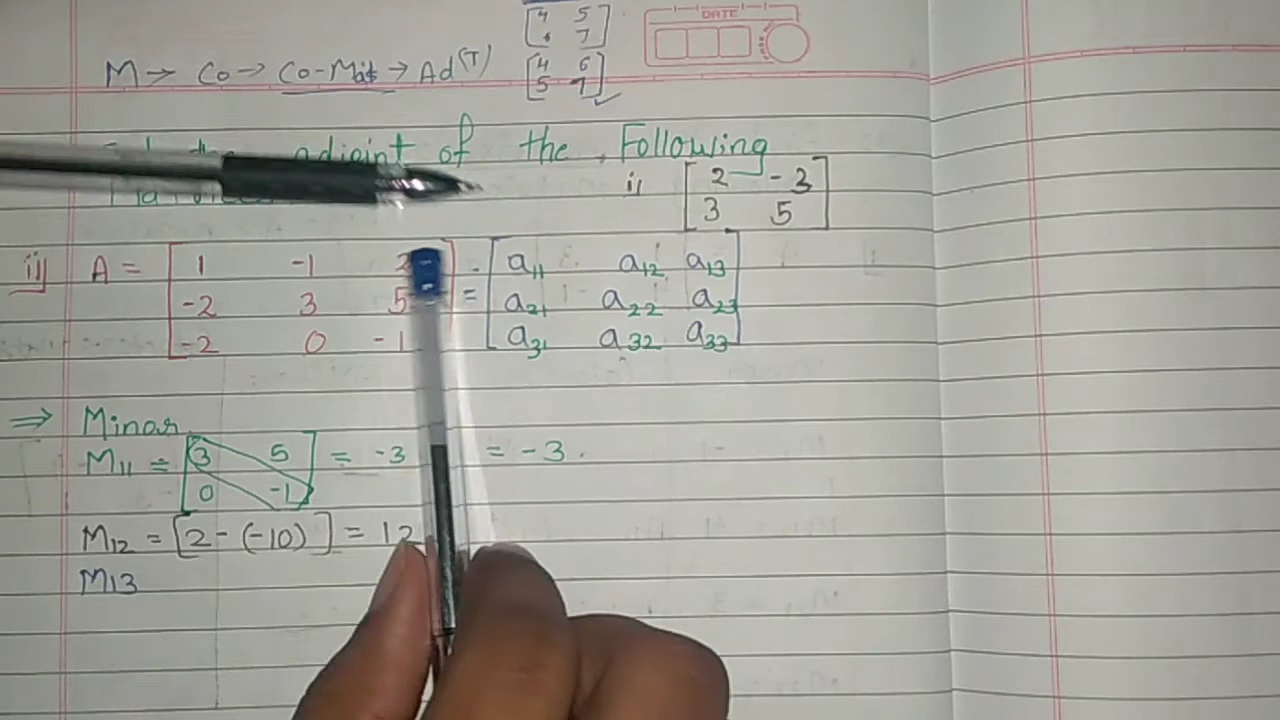 [4 5
7]
DATE
M → Co → Co-Mat → Ad(T)
[4 6
5 7]
adjoint of the Following
i) [2 -3
3 5]
ii) A = [1 -1 2 = [a11 a12 a13
-2 3 5 a21 a22 a23
-2 0 -1 a31 a32 a33]
⇒ Minor
M11 = [3 5 = -3 = -3.
0 -1]
M12 = [2-(-10)] = 12
M13